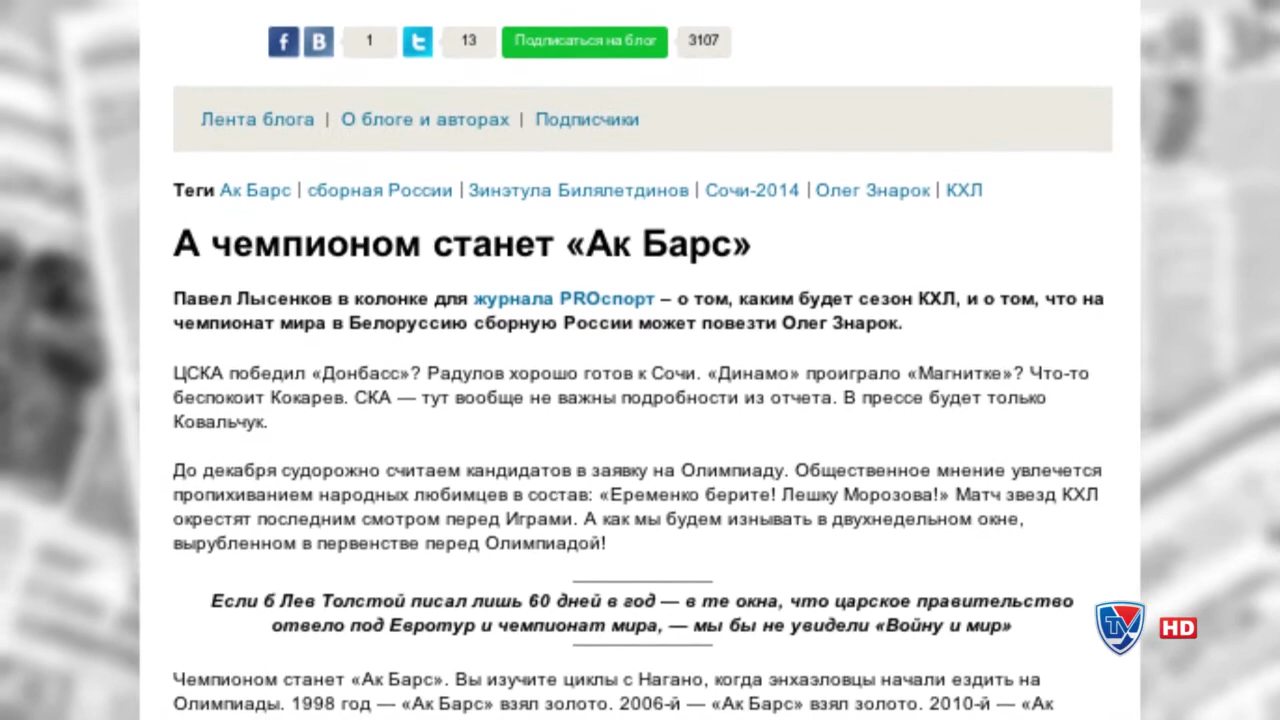 1
13
Подписаться на блог
3107
Лента блога | О блоге и авторах | Подписчики
Теги Ак Барс | сборная России | Зинэтула Билялетдинов | Сочи-2014 | Олег Знарок | КХЛ
А чемпионом станет «Ак Барс»
Павел Лысенков в колонке для журнала PROспорт – о том, каким будет сезон КХЛ, и о том, что на
чемпионат мира в Белоруссию сборную России может повезти Олег Знарок.
ЦСКА победил «Донбасс»? Радулов хорошо готов к Сочи. «Динамо» проиграло «Магнитке»? Что-то
беспокоит Кокарев. СКА — тут вообще не важны подробности из отчета. В прессе будет только
Ковальчук.
До декабря судорожно считаем кандидатов в заявку на Олимпиаду. Общественное мнение увлечется
пропихиванием народных любимцев в состав: «Еременко берите! Лешку Морозова!» Матч звезд КХЛ
окрестят последним смотром перед Играми. А как мы будем изнывать в двухнедельном окне,
вырубленном в первенстве перед Олимпиадой!
Если б Лев Толстой писал лишь 60 дней в год — в те окна, что царское правительство
отвело под Евротур и чемпионат мира, — мы бы не увидели «Войну и мир»
TV HD
Чемпионом станет «Ак Барс». Вы изучите циклы с Нагано, когда энхаэловцы начали ездить на
Олимпиады. 1998 год — «Ак Барс» взял золото. 2006-й — «Ак Барс» взял золото. 2010-й — «Ак